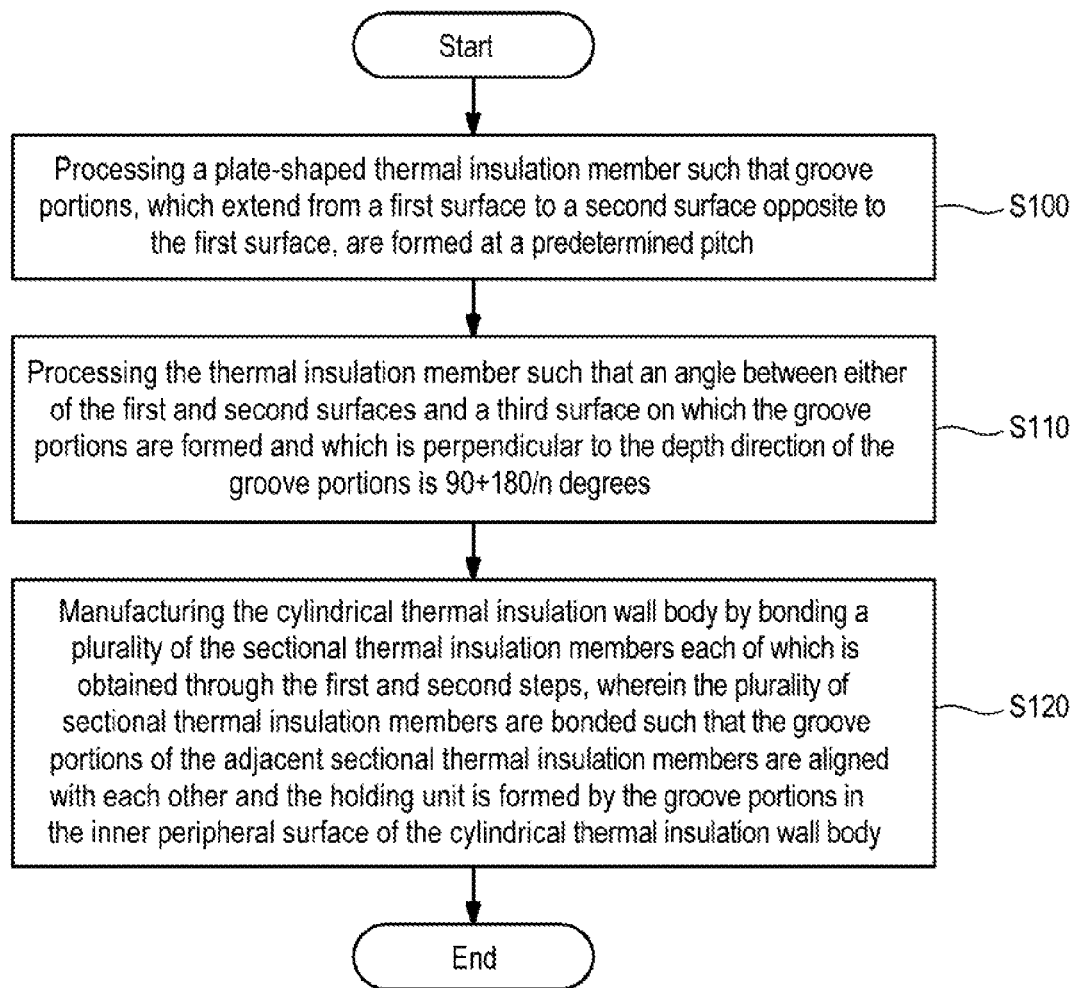 Start
Processing a plate-shaped thermal insulation member such that groove
portions, which extend from a first surface to a second surface opposite to
the first surface, are formed at a predetermined pitch
S100
Processing the thermal insulation member such that an angle between either
of the first and second surfaces and a third surface on which the groove
portions are formed and which is perpendicular to the depth direction of the
groove portions is 90+180/n degrees
S110
Manufacturing the cylindrical thermal insulation wall body by bonding a
plurality of the sectional thermal insulation members each of which is
obtained through the first and second steps, wherein the plurality of
sectional thermal insulation members are bonded such that the groove
portions of the adjacent sectional thermal insulation members are aligned
with each other and the holding unit is formed by the groove portions in
the inner peripheral surface of the cylindrical thermal insulation wall body
S120
End